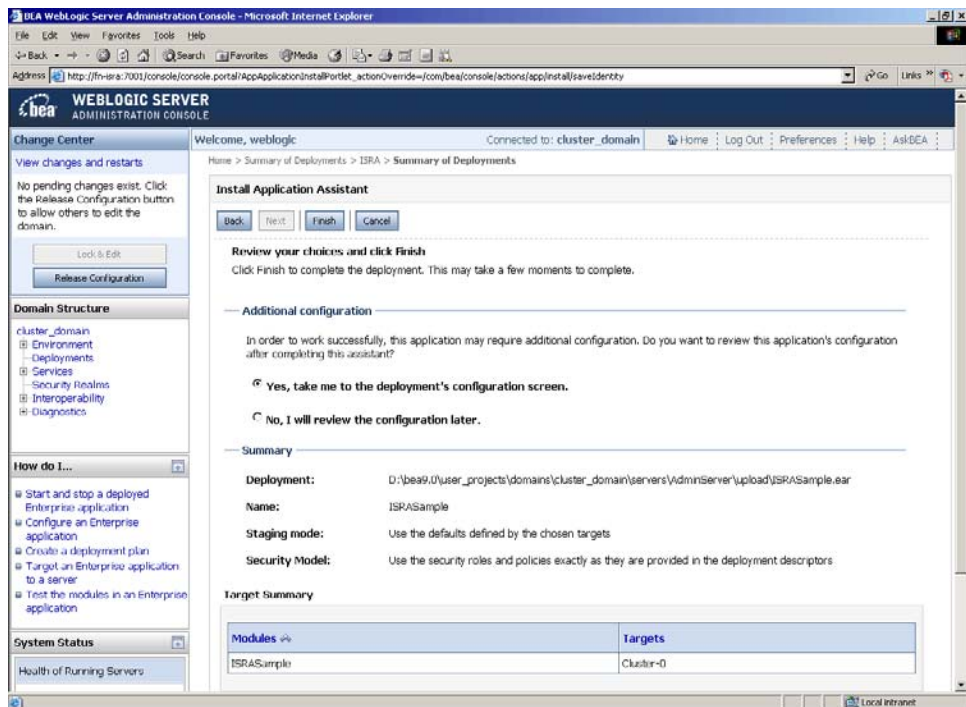 BEA WebLogic Server Administration Console - Microsoft Internet Explorer
File Edit View Favorites Tools Help
Back Search Favorites Media
Address http://fn-isra:7001/console/console.portal?AppApplicationInstallPortlet_actionOverride=/com/bea/console/actions/app/install/saveIdentity Go Links »
bea WEBLOGIC SERVER
ADMINISTRATION CONSOLE
Change Center
View changes and restarts
No pending changes exist. Click
the Release Configuration button
to allow others to edit the
domain.
Lock & Edit
Release Configuration
Domain Structure
cluster_domain
Environment
Deployments
Services
Security Realms
Interoperability
Diagnostics
How do I...
Start and stop a deployed
Enterprise application
Configure an Enterprise
application
Create a deployment plan
Target an Enterprise application
to a server
Test the modules in an Enterprise
application
System Status
Health of Running Servers
Welcome, weblogic Connected to: cluster_domain Home Log Out Preferences Help AskBEA
Home > Summary of Deployments > ISRA > Summary of Deployments
Install Application Assistant
Back Next Finish Cancel
Review your choices and click Finish
Click Finish to complete the deployment. This may take a few moments to complete.
Additional configuration
In order to work successfully, this application may require additional configuration. Do you want to review this application's configuration
after completing this assistant?
Yes, take me to the deployment's configuration screen.
No, I will review the configuration later.
Summary
Deployment: D:\bea9.0\user_projects\domains\cluster_domain\servers\AdminServer\upload\ISRASample.ear
Name: ISRASample
Staging mode: Use the defaults defined by the chosen targets
Security Model: Use the security roles and policies exactly as they are provided in the deployment descriptors
Target Summary
Modules Targets
ISRASample Cluster-0
Local intranet